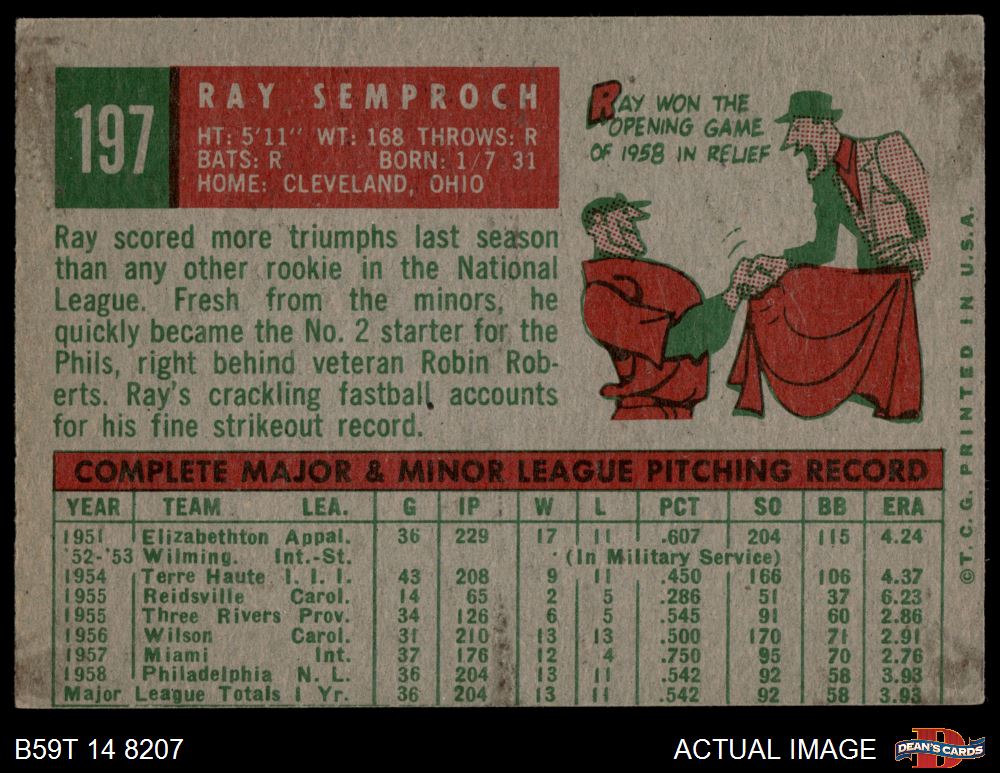 197
RAY SEMPROCH
HT: 5'11" WT: 168 THROWS: R
BATS: R BORN: 1/7 31
HOME: CLEVELAND, OHIO
RAY WON THE
OPENING GAME
OF 1958 IN RELIEF
Ray scored more triumphs last season
than any other rookie in the National
League. Fresh from the minors, he
quickly became the No. 2 starter for the
Phils, right behind veteran Robin Rob-
erts. Ray's crackling fastball accounts
for his fine strikeout record.
COMPLETE MAJOR & MINOR LEAGUE PITCHING RECORD
YEAR TEAM LEA. G IP W L PCT SO BB ERA
1951 Elizabethton Appal. 36 229 17 11 .607 204 115 4.24
'52-'53 Wilming. Int.-St. (In Military Service)
1954 Terre Haute I. I. I. 43 208 9 11 .450 166 106 4.37
1955 Reidsville Carol. 14 65 2 5 .286 51 37 6.23
1955 Three Rivers Prov. 34 126 6 5 .545 91 60 2.86
1956 Wilson Carol. 31 210 13 13 .500 170 71 2.91
1957 Miami Int. 37 176 12 4 .750 95 70 2.76
1958 Philadelphia N. L. 36 204 13 11 .542 92 58 3.93
Major League Totals 1 Yr. 36 204 13 11 .542 92 58 3.93
©T.C.G. PRINTED IN U.S.A.
B59T 14 8207
ACTUAL IMAGE
D
DEAN'S CARDS